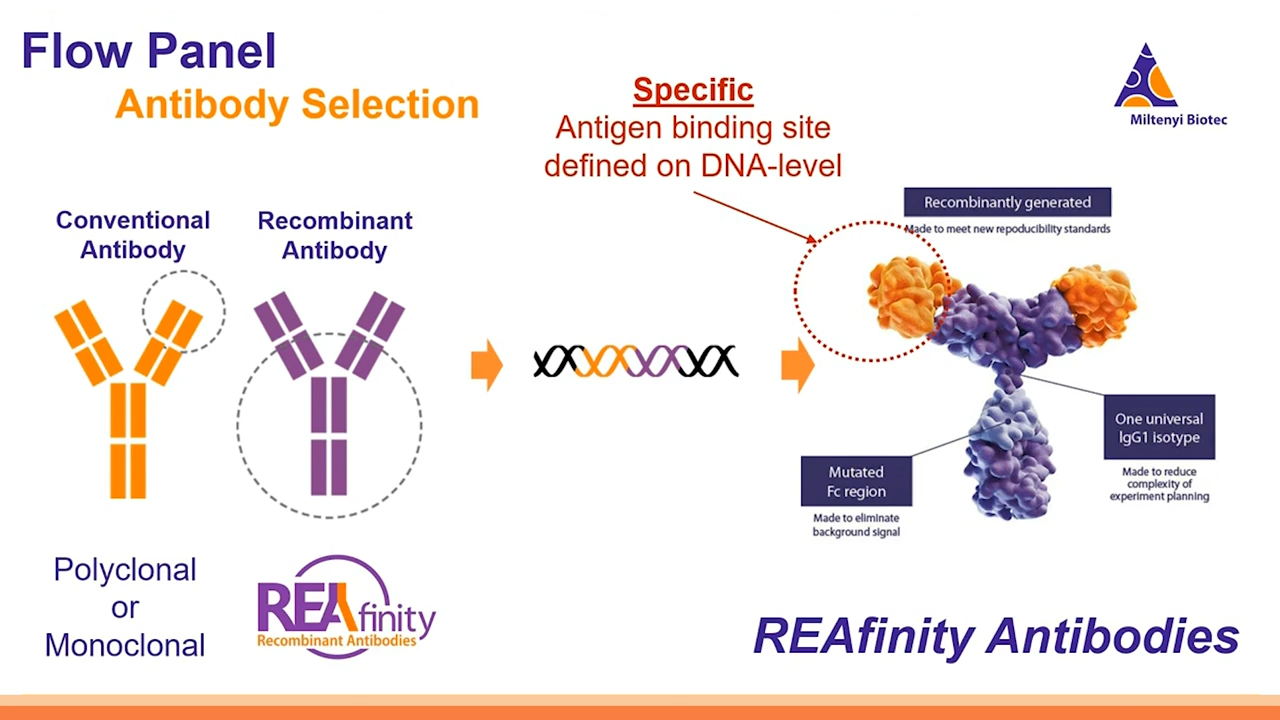 Flow Panel
Antibody Selection
Specific
Antigen binding site
defined on DNA-level
Miltenyi Biotec
Conventional
Antibody
Recombinant
Antibody
Recombinantly generated
Made to meet new repoducibility standards
One universal
IgG1 isotype
Made to reduce
complexity of
experiment planning
Mutated
Fc region
Made to eliminate
background signal
Polyclonal
or
Monoclonal
REAfinity
Recombinant Antibodies
REAfinity Antibodies